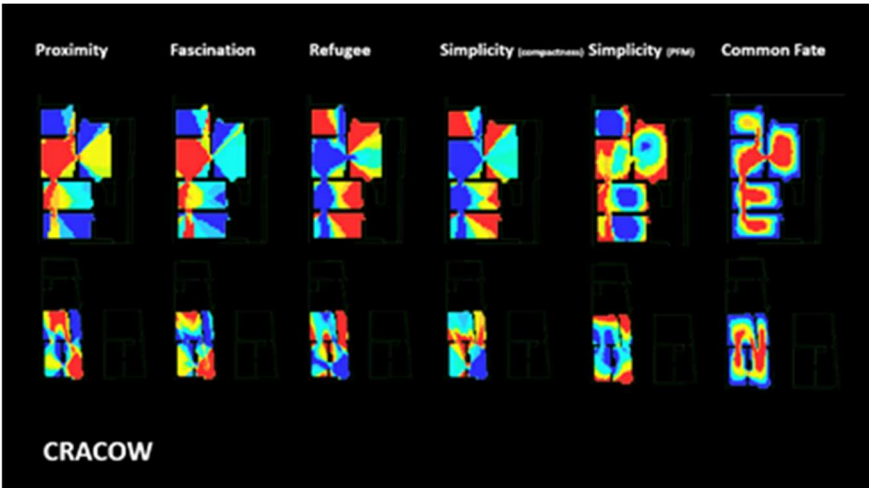 Proximity Fascination Refugee Simplicity (compactness) Simplicity (PFM) Common Fate
CRACOW